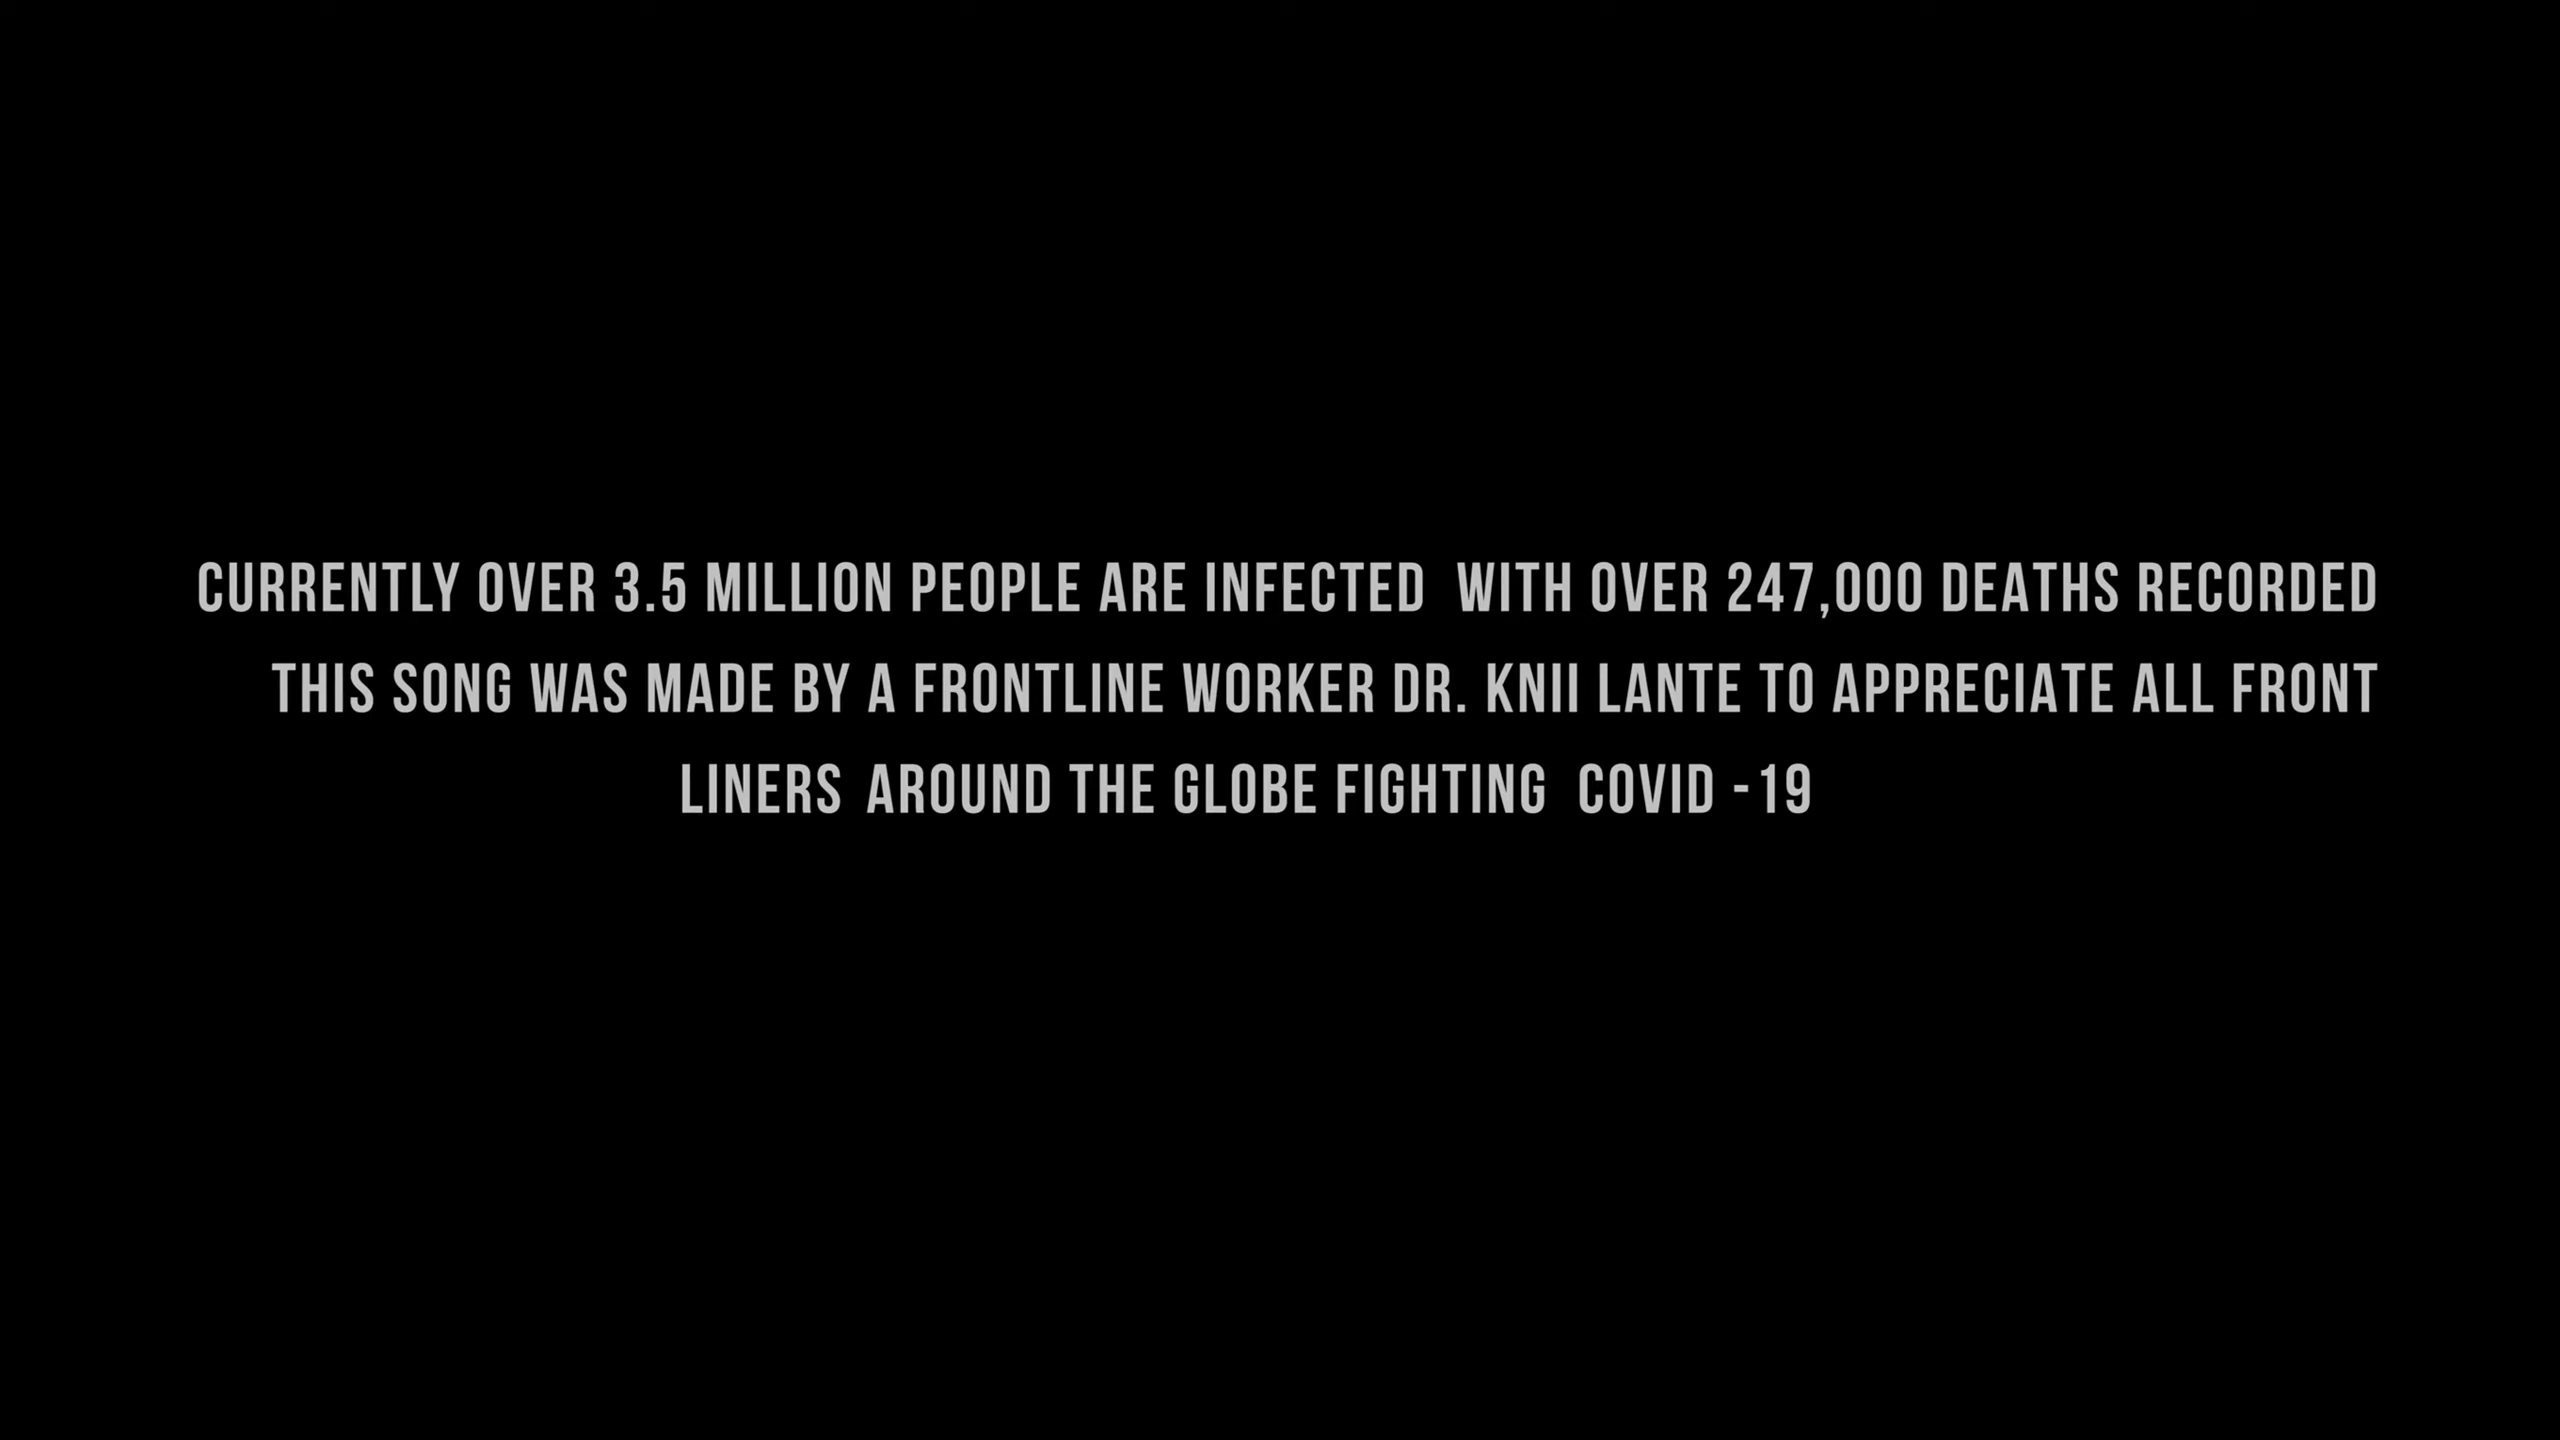 CURRENTLY OVER 3.5 MILLION PEOPLE ARE INFECTED WITH OVER 247,000 DEATHS RECORDED
THIS SONG WAS MADE BY A FRONTLINE WORKER DR. KNII LANTE TO APPRECIATE ALL FRONT
LINERS AROUND THE GLOBE FIGHTING COVID -19